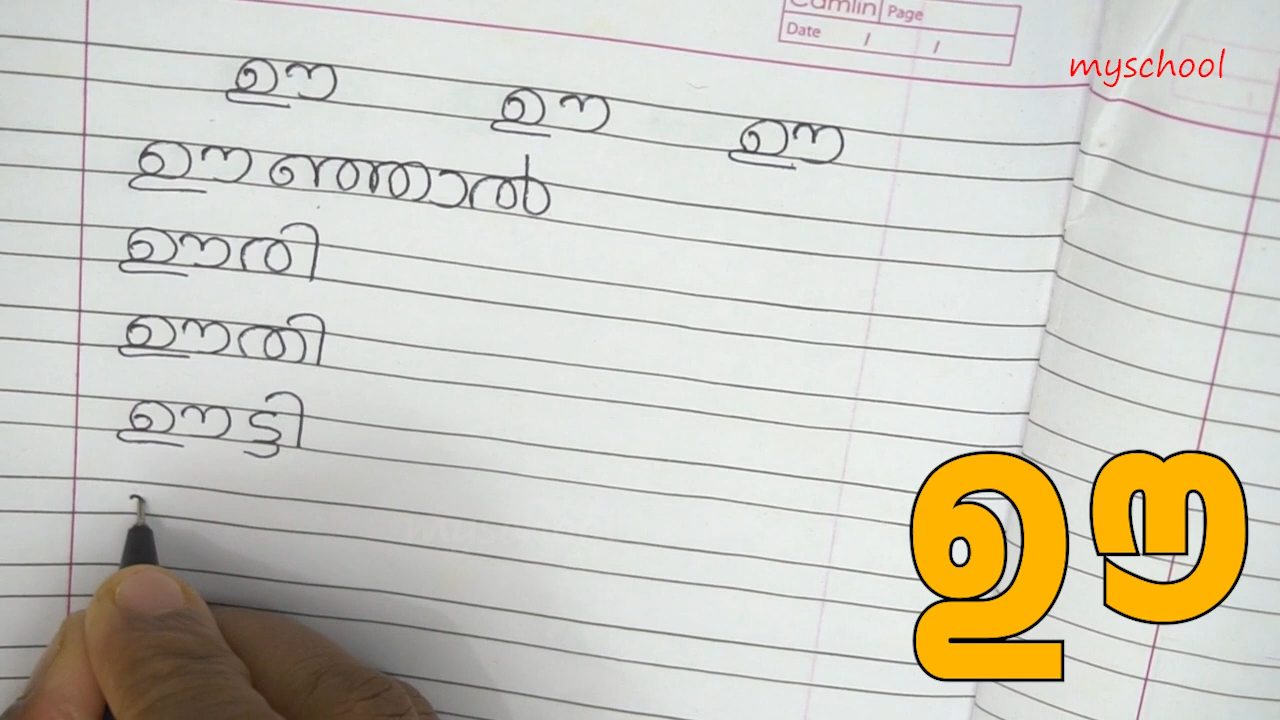 Camlin Page
Date / /
myschool
ഊ ഊ ഊ
ഊഞ്ഞാൽ
ഊതി
ഊതി
ഊട്ടി
ഊ